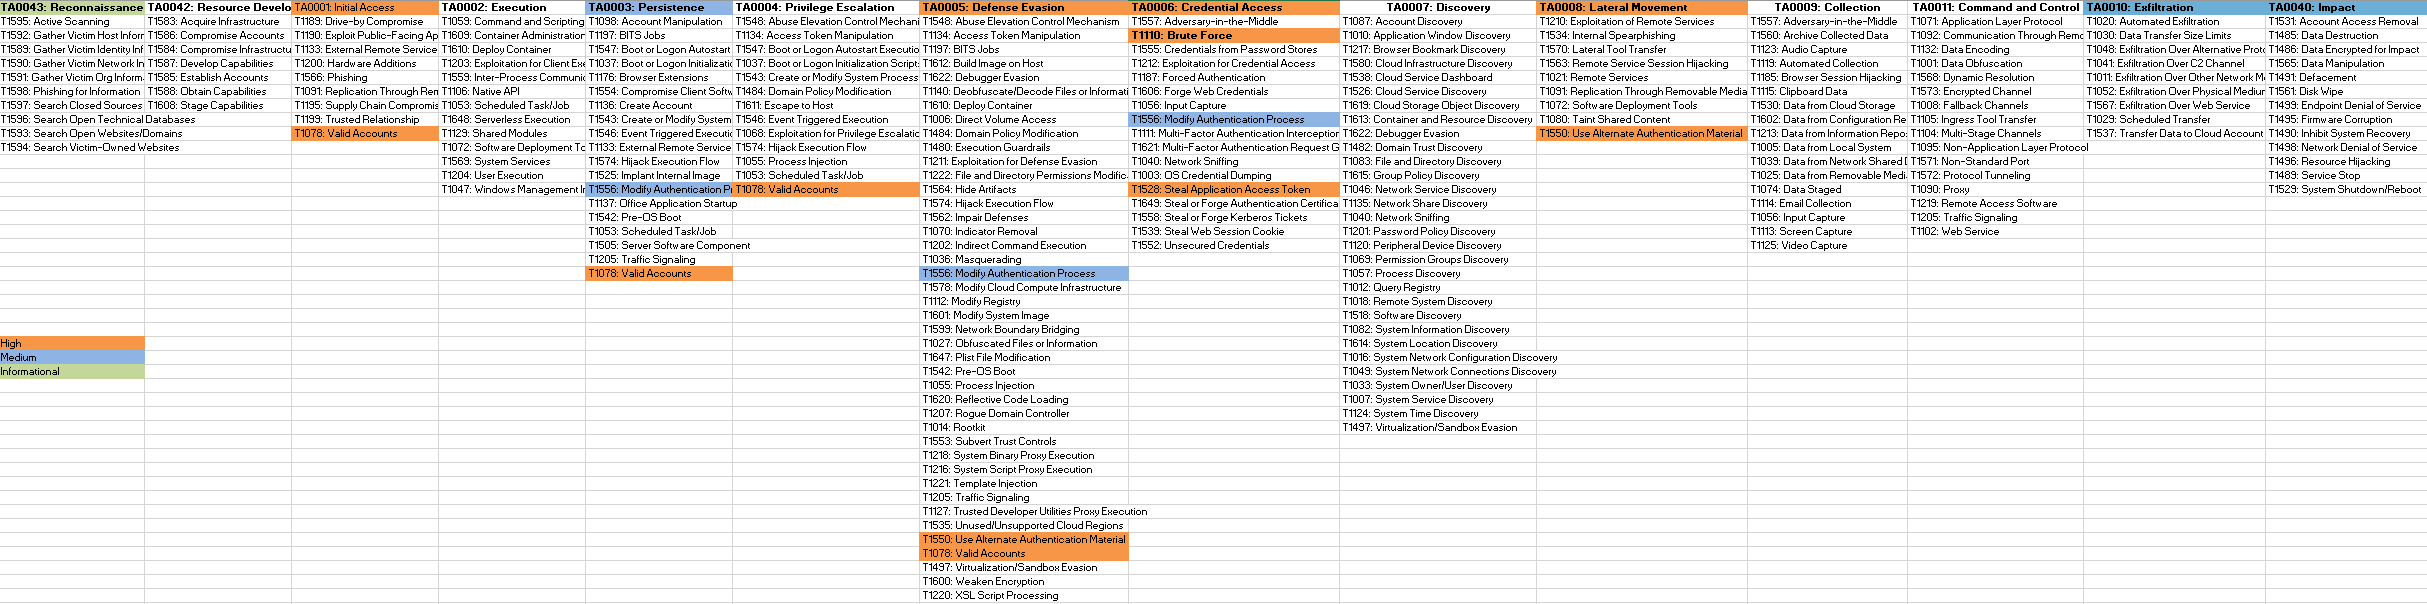 TA0043: Reconnaissance
T1595: Active Scanning
T1592: Gather Victim Host Infor
T1589: Gather Victim Identity Inf
T1590: Gather Victim Network In
T1591: Gather Victim Org Inform
T1598: Phishing for Information
T1597: Search Closed Sources
T1596: Search Open Technical Databases
T1593: Search Open Websites/Domains
T1594: Search Victim-Owned Websites
High
Medium
Informational
TA0042: Resource Develo
T1583: Acquire Infrastructure
T1586: Compromise Accounts
T1584: Compromise Infrastructu
T1587: Develop Capabilities
T1585: Establish Accounts
T1588: Obtain Capabilities
T1608: Stage Capabilities
TA0001: Initial Access
T1189: Drive-by Compromise
T1190: Exploit Public-Facing Ap
T1133: External Remote Service
T1200: Hardware Additions
T1566: Phishing
T1091: Replication Through Rem
T1195: Supply Chain Compromis
T1199: Trusted Relationship
T1078: Valid Accounts
TA0002: Execution
T1059: Command and Scripting
T1609: Container Administration
T1610: Deploy Container
T1203: Exploitation for Client Exe
T1559: Inter-Process Communic
T1106: Native API
T1053: Scheduled Task/Job
T1648: Serverless Execution
T1129: Shared Modules
T1072: Software Deployment To
T1569: System Services
T1204: User Execution
T1047: Windows Management In
TA0003: Persistence
T1098: Account Manipulation
T1197: BITS Jobs
T1547: Boot or Logon Autostart
T1037: Boot or Logon Initializatio
T1176: Browser Extensions
T1554: Compromise Client Softw
T1136: Create Account
T1543: Create or Modify System
T1546: Event Triggered Executic
T1133: External Remote Service
T1574: Hijack Execution Flow
T1525: Implant Internal Image
T1556: Modify Authentication Pr
T1137: Office Application Startup
T1542: Pre-OS Boot
T1053: Scheduled Task/Job
T1505: Server Software Component
T1205: Traffic Signaling
T1078: Valid Accounts
TA0004: Privilege Escalation
T1548: Abuse Elevation Control Mechani
T1134: Access Token Manipulation
T1547: Boot or Logon Autostart Executio
T1037: Boot or Logon Initialization Script
T1543: Create or Modify System Process
T1484: Domain Policy Modification
T1611: Escape to Host
T1546: Event Triggered Execution
T1068: Exploitation for Privilege Escalatic
T1574: Hijack Execution Flow
T1055: Process Injection
T1053: Scheduled Task/Job
T1078: Valid Accounts
TA0005: Defense Evasion
T1548: Abuse Elevation Control Mechanism
T1134: Access Token Manipulation
T1197: BITS Jobs
T1612: Build Image on Host
T1622: Debugger Evasion
T1140: Deobfuscate/Decode Files or Informati
T1610: Deploy Container
T1006: Direct Volume Access
T1484: Domain Policy Modification
T1480: Execution Guardrails
T1211: Exploitation for Defense Evasion
T1222: File and Directory Permissions Modific
T1564: Hide Artifacts
T1574: Hijack Execution Flow
T1562: Impair Defenses
T1070: Indicator Removal
T1202: Indirect Command Execution
T1036: Masquerading
T1556: Modify Authentication Process
T1578: Modify Cloud Compute Infrastructure
T1112: Modify Registry
T1601: Modify System Image
T1599: Network Boundary Bridging
T1027: Obfuscated Files or Information
T1647: Plist File Modification
T1542: Pre-OS Boot
T1055: Process Injection
T1620: Reflective Code Loading
T1207: Rogue Domain Controller
T1014: Rootkit
T1553: Subvert Trust Controls
T1218: System Binary Proxy Execution
T1216: System Script Proxy Execution
T1221: Template Injection
T1205: Traffic Signaling
T1127: Trusted Developer Utilities Proxy Execution
T1535: Unused/Unsupported Cloud Regions
T1550: Use Alternate Authentication Material
T1078: Valid Accounts
T1497: Virtualization/Sandbox Evasion
T1600: Weaken Encryption
T1220: XSL Script Processing
TA0006: Credential Access
T1557: Adversary-in-the-Middle
T1110: Brute Force
T1555: Credentials from Password Stores
T1212: Exploitation for Credential Access
T1187: Forced Authentication
T1606: Forge Web Credentials
T1056: Input Capture
T1556: Modify Authentication Process
T1111: Multi-Factor Authentication Interception
T1621: Multi-Factor Authentication Request G
T1040: Network Sniffing
T1003: OS Credential Dumping
T1528: Steal Application Access Token
T1649: Steal or Forge Authentication Certifica
T1558: Steal or Forge Kerberos Tickets
T1539: Steal Web Session Cookie
T1552: Unsecured Credentials
TA0007: Discovery
T1087: Account Discovery
T1010: Application Window Discovery
T1217: Browser Bookmark Discovery
T1580: Cloud Infrastructure Discovery
T1538: Cloud Service Dashboard
T1526: Cloud Service Discovery
T1619: Cloud Storage Object Discovery
T1613: Container and Resource Discovery
T1622: Debugger Evasion
T1482: Domain Trust Discovery
T1083: File and Directory Discovery
T1615: Group Policy Discovery
T1046: Network Service Discovery
T1135: Network Share Discovery
T1040: Network Sniffing
T1201: Password Policy Discovery
T1120: Peripheral Device Discovery
T1069: Permission Groups Discovery
T1057: Process Discovery
T1012: Query Registry
T1018: Remote System Discovery
T1518: Software Discovery
T1082: System Information Discovery
T1614: System Location Discovery
T1016: System Network Configuration Discovery
T1049: System Network Connections Discovery
T1033: System Owner/User Discovery
T1007: System Service Discovery
T1124: System Time Discovery
T1497: Virtualization/Sandbox Evasion
TA0008: Lateral Movement
T1210: Exploitation of Remote Services
T1534: Internal Spearphishing
T1570: Lateral Tool Transfer
T1563: Remote Service Session Hijacking
T1021: Remote Services
T1091: Replication Through Removable Media
T1072: Software Deployment Tools
T1080: Taint Shared Content
T1550: Use Alternate Authentication Material
TA0009: Collection
T1557: Adversary-in-the-Middle
T1560: Archive Collected Data
T1123: Audio Capture
T1119: Automated Collection
T1185: Browser Session Hijacking
T1115: Clipboard Data
T1530: Data from Cloud Storage
T1602: Data from Configuration Re
T1213: Data from Information Repo
T1005: Data from Local System
T1039: Data from Network Shared D
T1025: Data from Removable Medi
T1074: Data Staged
T1114: Email Collection
T1056: Input Capture
T1113: Screen Capture
T1125: Video Capture
TA0011: Command and Control
T1071: Application Layer Protocol
T1092: Communication Through Remo
T1132: Data Encoding
T1001: Data Obfuscation
T1568: Dynamic Resolution
T1573: Encrypted Channel
T1008: Fallback Channels
T1105: Ingress Tool Transfer
T1104: Multi-Stage Channels
T1095: Non-Application Layer Protocol
T1571: Non-Standard Port
T1572: Protocol Tunneling
T1090: Proxy
T1219: Remote Access Software
T1205: Traffic Signaling
T1102: Web Service
TA0010: Exfiltration
T1020: Automated Exfiltration
T1030: Data Transfer Size Limits
T1048: Exfiltration Over Alternative Proto
T1041: Exfiltration Over C2 Channel
T1011: Exfiltration Over Other Network M
T1052: Exfiltration Over Physical Medium
T1567: Exfiltration Over Web Service
T1029: Scheduled Transfer
T1537: Transfer Data to Cloud Account
TA0040: Impact
T1531: Account Access Removal
T1485: Data Destruction
T1486: Data Encrypted for Impact
T1565: Data Manipulation
T1491: Defacement
T1561: Disk Wipe
T1499: Endpoint Denial of Service
T1495: Firmware Corruption
T1490: Inhibit System Recovery
T1498: Network Denial of Service
T1496: Resource Hijacking
T1489: Service Stop
T1529: System Shutdown/Reboot